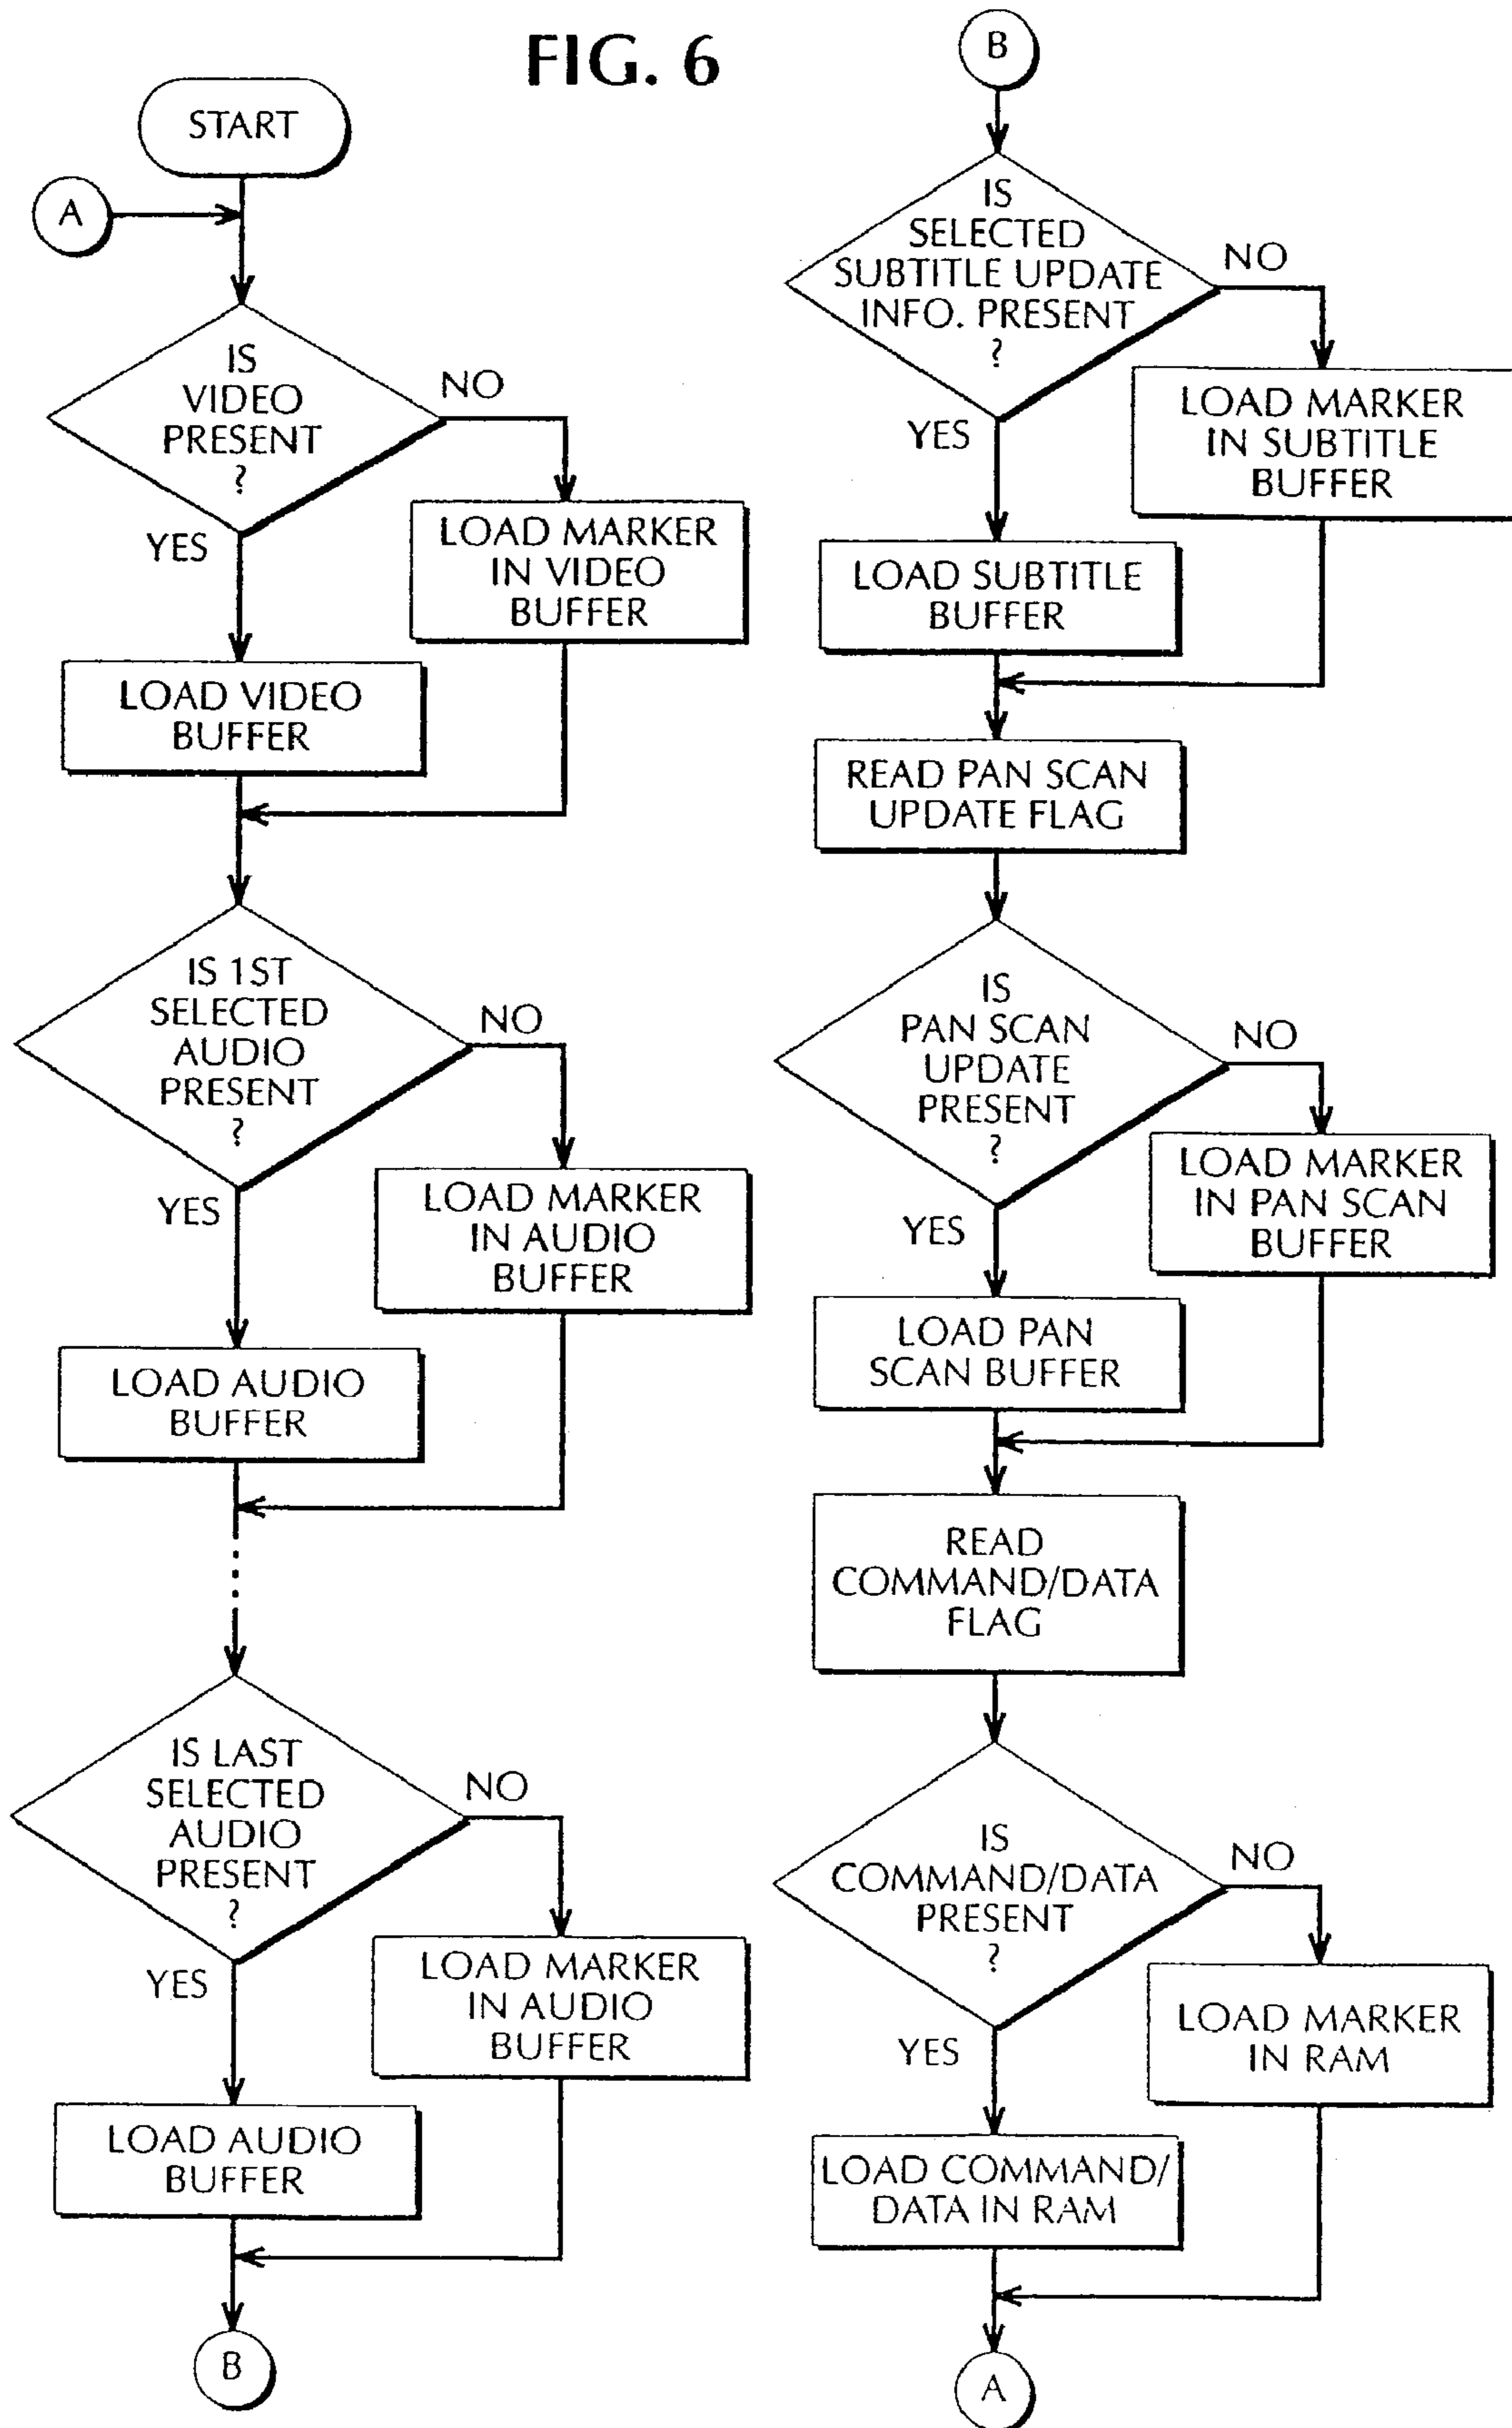 FIG. 6
START
A
IS
VIDEO
PRESENT
?
NO
YES
LOAD MARKER
IN VIDEO
BUFFER
LOAD VIDEO
BUFFER
IS 1ST
SELECTED
AUDIO
PRESENT
?
NO
YES
LOAD MARKER
IN AUDIO
BUFFER
LOAD AUDIO
BUFFER
IS LAST
SELECTED
AUDIO
PRESENT
?
NO
YES
LOAD MARKER
IN AUDIO
BUFFER
LOAD AUDIO
BUFFER
B
B
IS
SELECTED
SUBTITLE UPDATE
INFO. PRESENT
?
NO
YES
LOAD MARKER
IN SUBTITLE
BUFFER
LOAD SUBTITLE
BUFFER
READ PAN SCAN
UPDATE FLAG
IS
PAN SCAN
UPDATE
PRESENT
?
NO
YES
LOAD MARKER
IN PAN SCAN
BUFFER
LOAD PAN
SCAN BUFFER
READ
COMMAND/DATA
FLAG
IS
COMMAND/DATA
PRESENT
?
NO
YES
LOAD MARKER
IN RAM
LOAD COMMAND/
DATA IN RAM
A